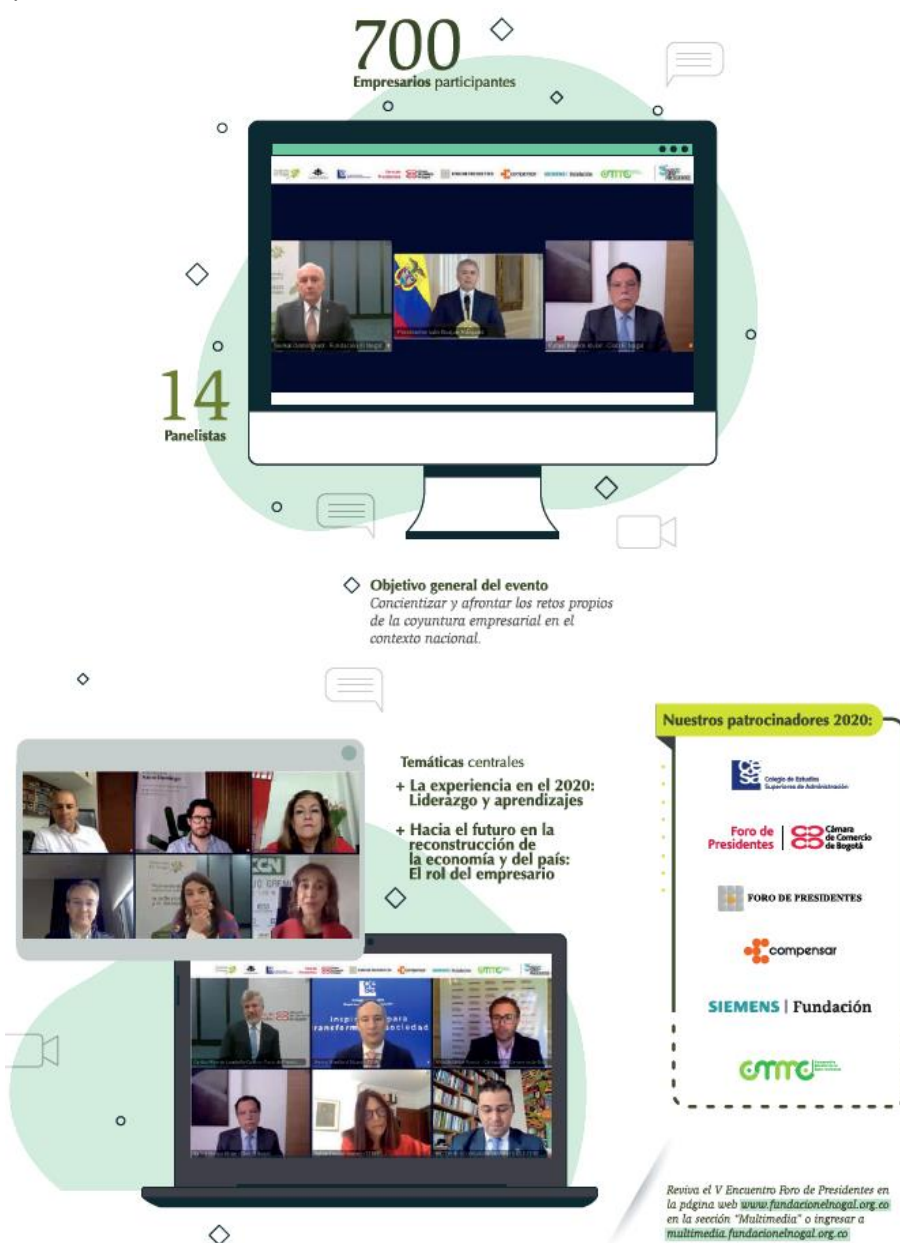 700
Empresarios participantes
14
Panelistas
Objetivo general del evento
Concientizar y afrontar los retos propios
de la coyuntura empresarial en el
contexto nacional.
Temáticas centrales
+ La experiencia en el 2020:
Liderazgo y aprendizajes
+ Hacia el futuro en la
reconstrucción de
la economía y del país:
El rol del empresario
Nuestros patrocinadores 2020:
cesa
Colegio de Estudios
Superiores de Administración
Foro de
Presidentes
Cámara
de Comercio
de Bogotá
FORO DE PRESIDENTES
compensar
SIEMENS | Fundación
Reviva el V Encuentro Foro de Presidentes en
la página web www.fundacionelnogal.org.co
en la sección "Multimedia" o ingresar a
multimedia.fundacionelnogal.org.co